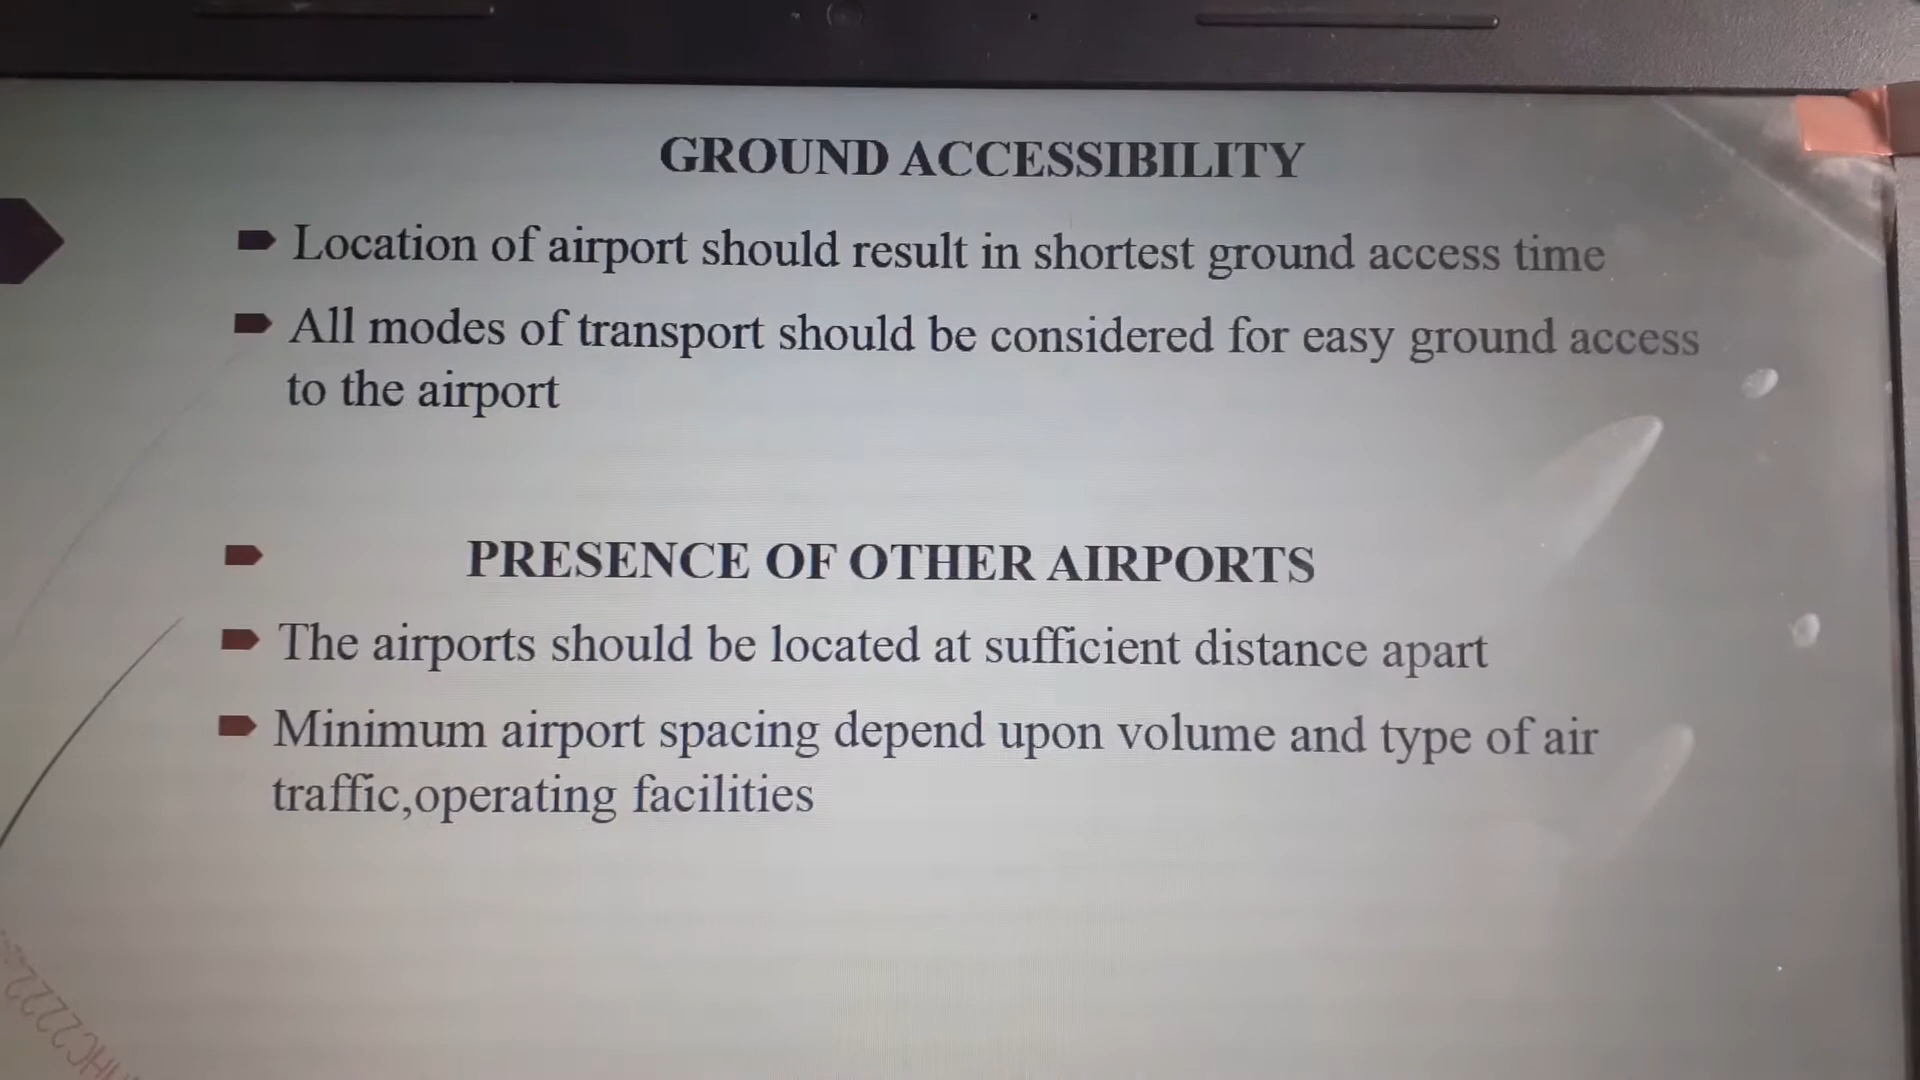 GROUND ACCESSIBILITY
Location of airport should result in shortest ground access time
All modes of transport should be considered for easy ground access
to the airport
PRESENCE OF OTHER AIRPORTS
The airports should be located at sufficient distance apart
Minimum airport spacing depend upon volume and type of air
traffic,operating facilities